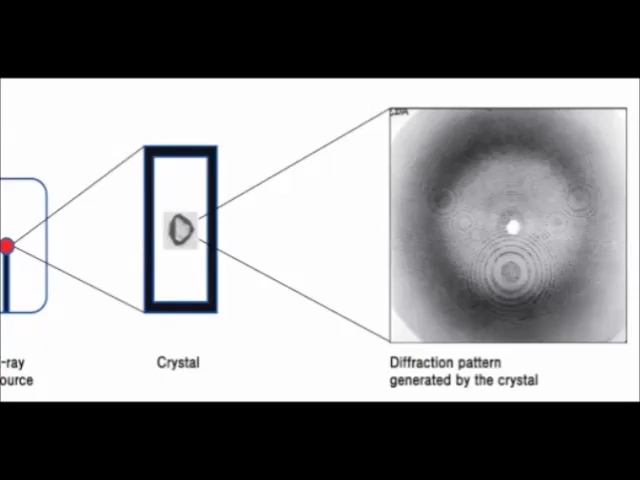 -ray
ource
Crystal
Diffraction pattern
generated by the crystal